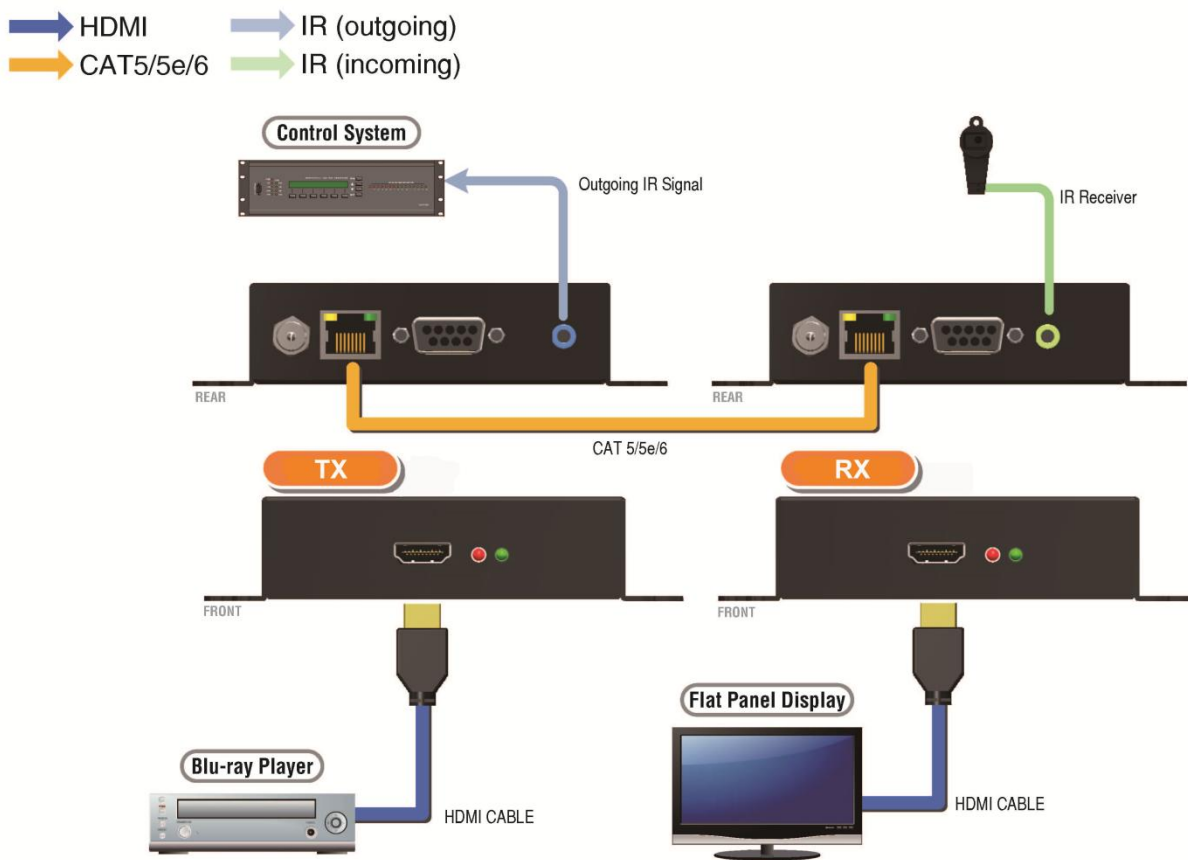 HDMI
IR (outgoing)
CAT5/5e/6
IR (incoming)
Control System
Outgoing IR Signal
IR Receiver
REAR
REAR
CAT 5/5e/6
TX
RX
FRONT
FRONT
Flat Panel Display
Blu-ray Player
HDMI CABLE
HDMI CABLE